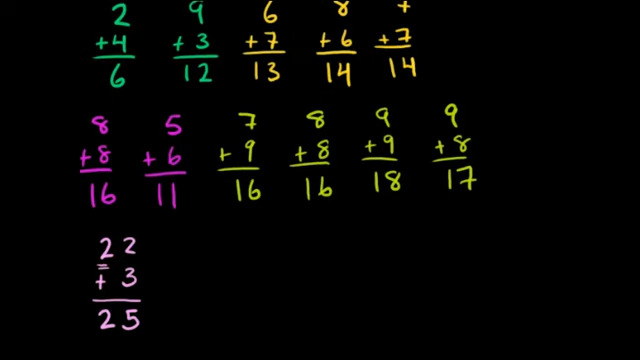 2 9 6 8
+4 +3 +7 +6 +7
6 12 13 14 14
8 5 7 8 9 9
+8 +6 +9 +8 +9 +8
16 11 16 16 18 17
22
+ 3
25